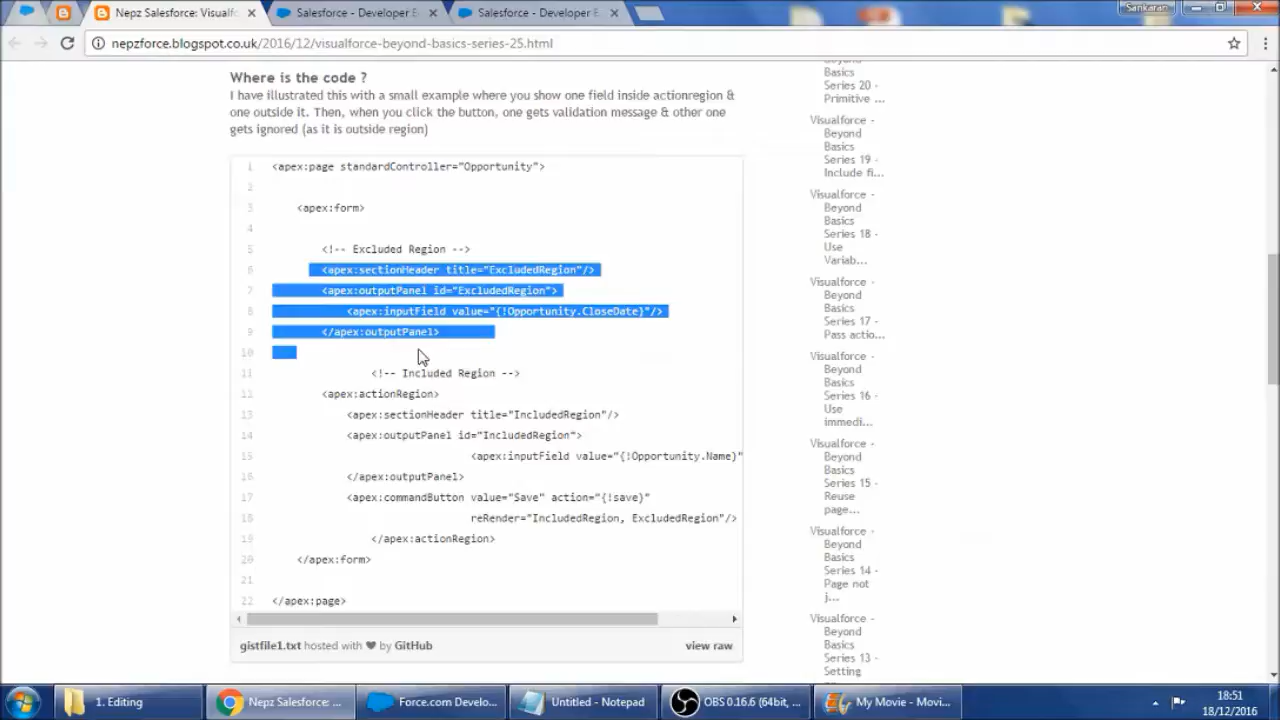 Nepz Salesforce: Visualfo
Salesforce - Developer E
Salesforce - Developer E
Sankaran
nepzforce.blogspot.co.uk/2016/12/visualforce-beyond-basics-series-25.html
Where is the code ?
I have illustrated this with a small example where you show one field inside actionregion &
one outside it. Then, when you click the button, one gets validation message & other one
gets ignored (as it is outside region)
1 <apex:page standardController="Opportunity">
2
3 <apex:form>
4
5 <!-- Excluded Region -->
6 <apex:sectionHeader title="ExcludedRegion"/>
7 <apex:outputPanel id="ExcludedRegion">
8 <apex:inputField value="{!Opportunity.CloseDate}"/>
9 </apex:outputPanel>
10
11 <!-- Included Region -->
12 <apex:actionRegion>
13 <apex:sectionHeader title="IncludedRegion"/>
14 <apex:outputPanel id="IncludedRegion">
15 <apex:inputField value="{!Opportunity.Name}"
16 </apex:outputPanel>
17 <apex:commandButton value="Save" action="{!save}"
18 reRender="IncludedRegion, ExcludedRegion"/>
19 </apex:actionRegion>
20 </apex:form>
21
22 </apex:page>
gistfile1.txt hosted with ❤ by GitHub
view raw
Beyond
Basics
Series 20 -
Primitive ...
Visualforce -
Beyond
Basics
Series 19 -
Include fi...
Visualforce -
Beyond
Basics
Series 18 -
Use
Variab...
Visualforce -
Beyond
Basics
Series 17 -
Pass actio...
Visualforce -
Beyond
Basics
Series 16 -
Use
immedi...
Visualforce -
Beyond
Basics
Series 15 -
Reuse
page...
Visualforce -
Beyond
Basics
Series 14 -
Page not
j...
Visualforce -
Beyond
Basics
Series 13 -
Setting
1. Editing
Nepz Salesforce: ...
Force.com Develo...
Untitled - Notepad
OBS 0.16.6 (64bit, ...
My Movie - Movi...
18:51
18/12/2016